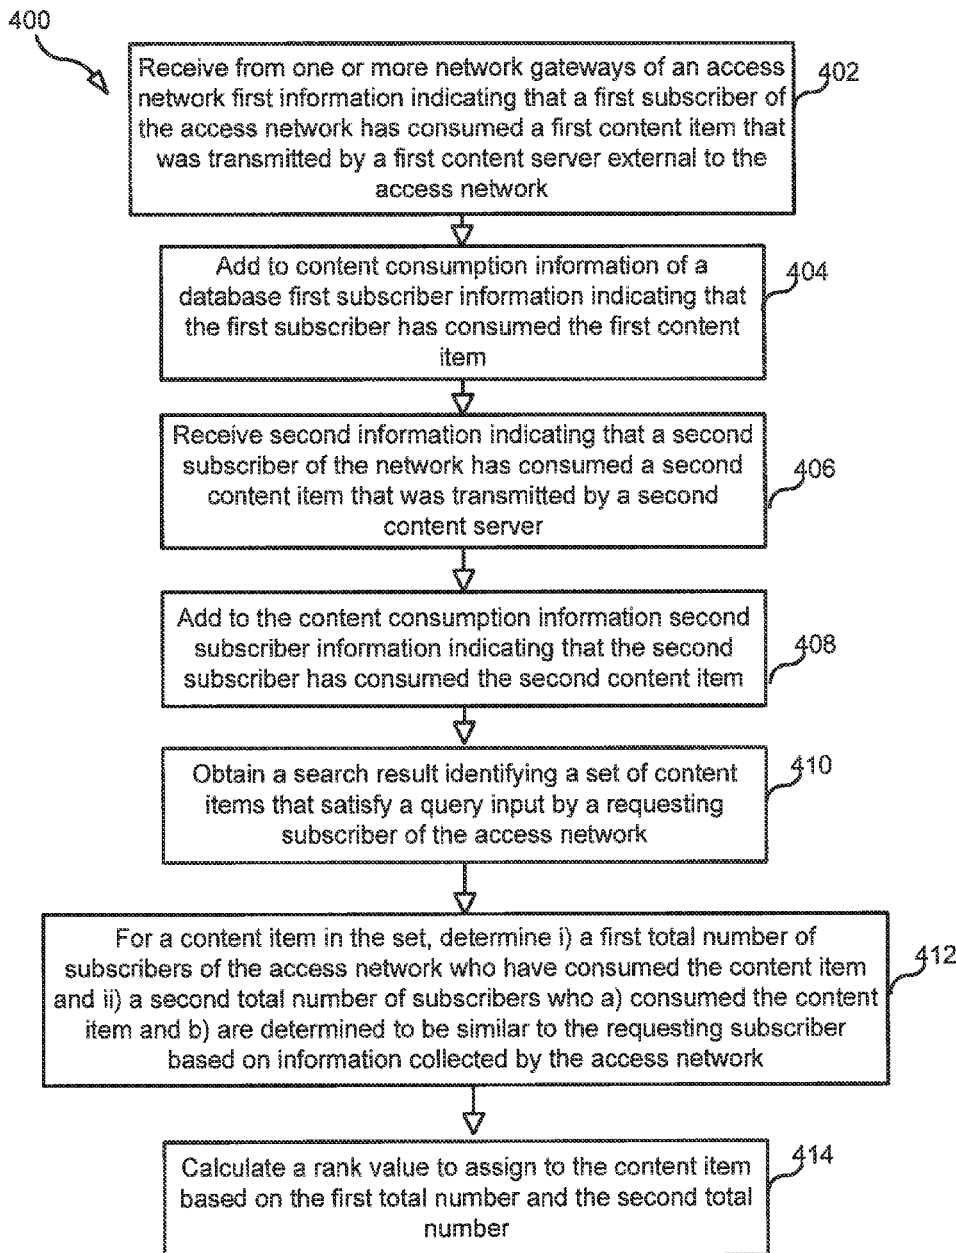 400
Receive from one or more network gateways of an access
network first information indicating that a first subscriber of
the access network has consumed a first content item that
was transmitted by a first content server external to the
access network
402
Add to content consumption information of a
database first subscriber information indicating that
the first subscriber has consumed the first content
item
404
Receive second information indicating that a second
subscriber of the network has consumed a second
content item that was transmitted by a second
content server
406
Add to the content consumption information second
subscriber information indicating that the second
subscriber has consumed the second content item
408
Obtain a search result identifying a set of content
items that satisfy a query input by a requesting
subscriber of the access network
410
For a content item in the set, determine i) a first total number of
subscribers of the access network who have consumed the content item
and ii) a second total number of subscribers who a) consumed the content
item and b) are determined to be similar to the requesting subscriber
based on information collected by the access network
412
Calculate a rank value to assign to the content item
based on the first total number and the second total
number
414